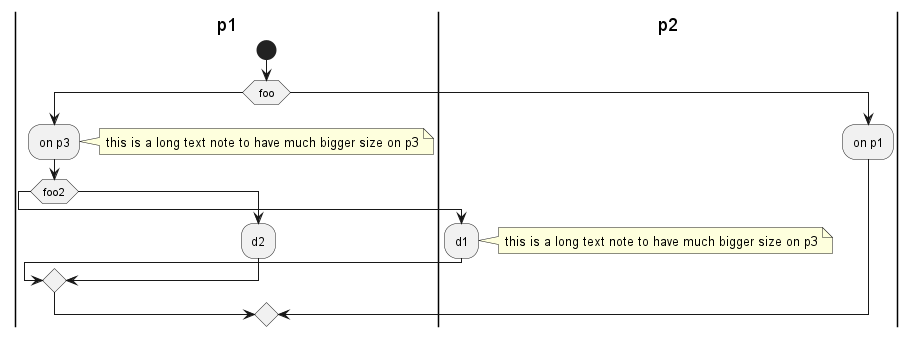 p1
p2
foo
on p3
this is a long text note to have much bigger size on p3
on p1
foo2
d2
d1
this is a long text note to have much bigger size on p3